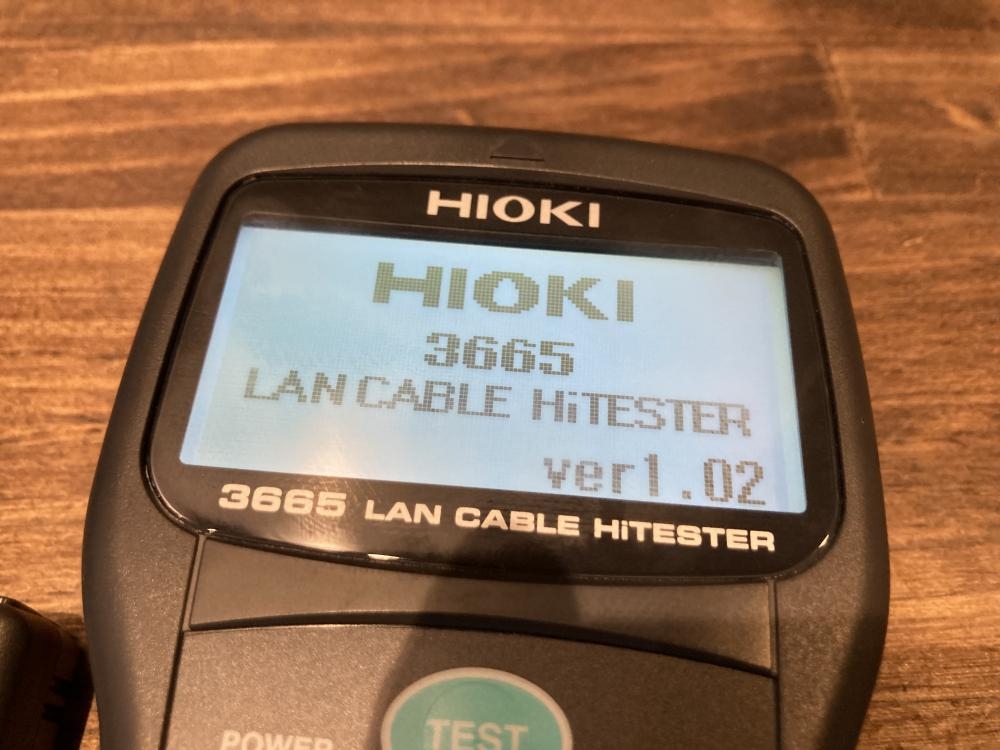 HIOKI
HIOKI
3665
LAN CABLE HiTESTER
ver1.02
3665 LAN CABLE HiTESTER
TEST
POWER